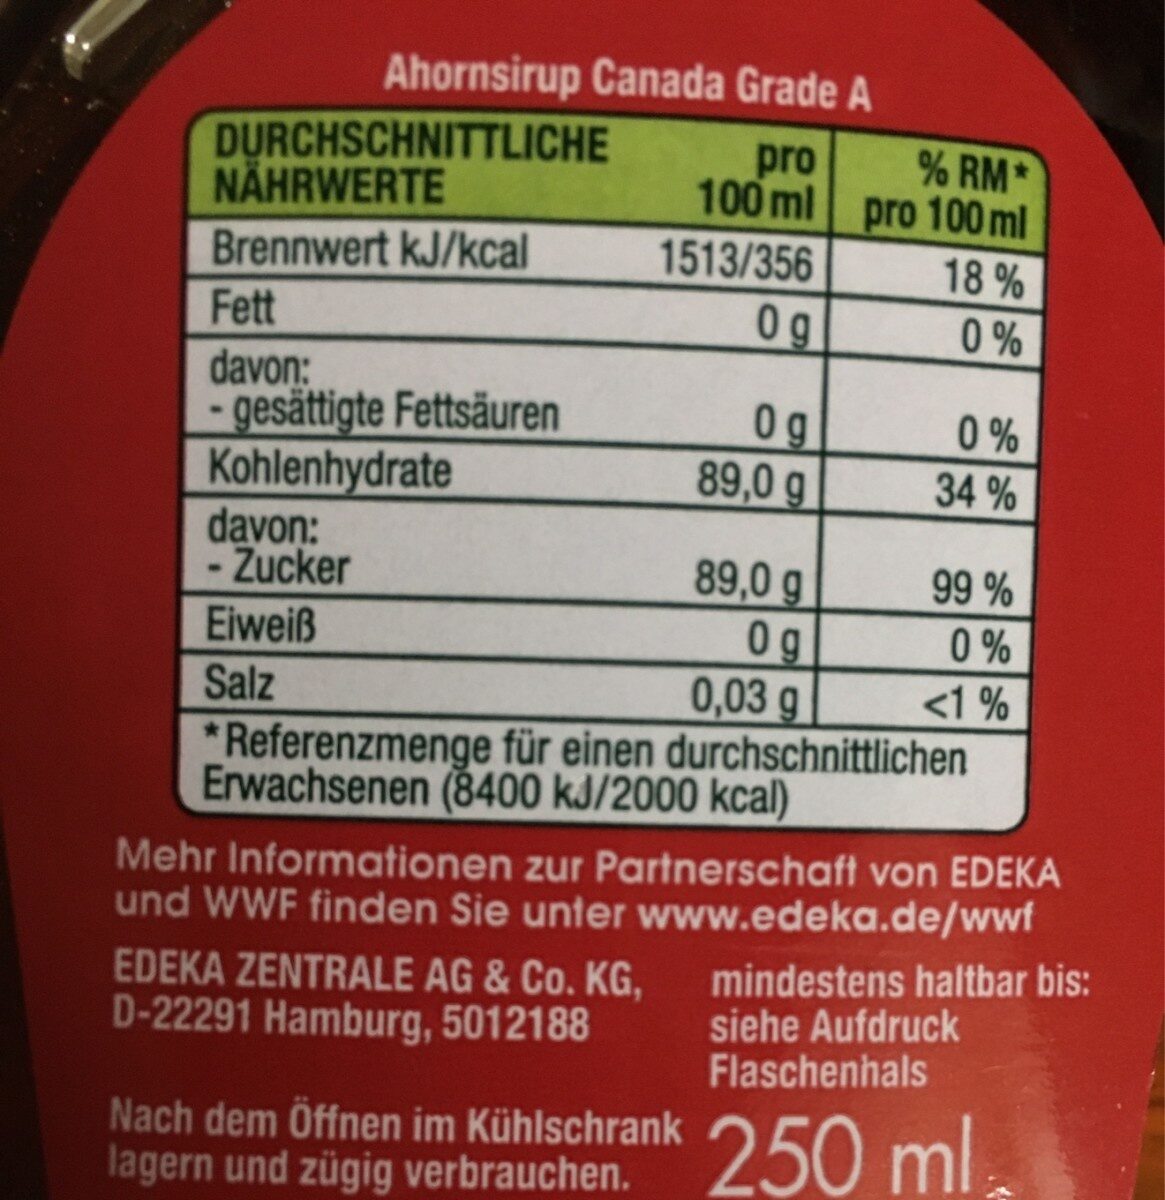 Ahornsirup Canada Grade A
DURCHSCHNITTLICHE NÄHRWERTE pro 100 ml % RM* pro 100 ml
Brennwert kJ/kcal 1513/356 18 %
Fett 0 g 0 %
davon:
- gesättigte Fettsäuren 0 g 0 %
Kohlenhydrate 89,0 g 34 %
davon:
- Zucker 89,0 g 99 %
Eiweiß 0 g 0 %
Salz 0,03 g <1 %
*Referenzmenge für einen durchschnittlichen
Erwachsenen (8400 kJ/2000 kcal)
Mehr Informationen zur Partnerschaft von EDEKA
und WWF finden Sie unter www.edeka.de/wwf
EDEKA ZENTRALE AG & Co. KG,
D-22291 Hamburg, 5012188
mindestens haltbar bis:
siehe Aufdruck
Flaschenhals
Nach dem Öffnen im Kühlschrank
lagern und zügig verbrauchen.
250 ml